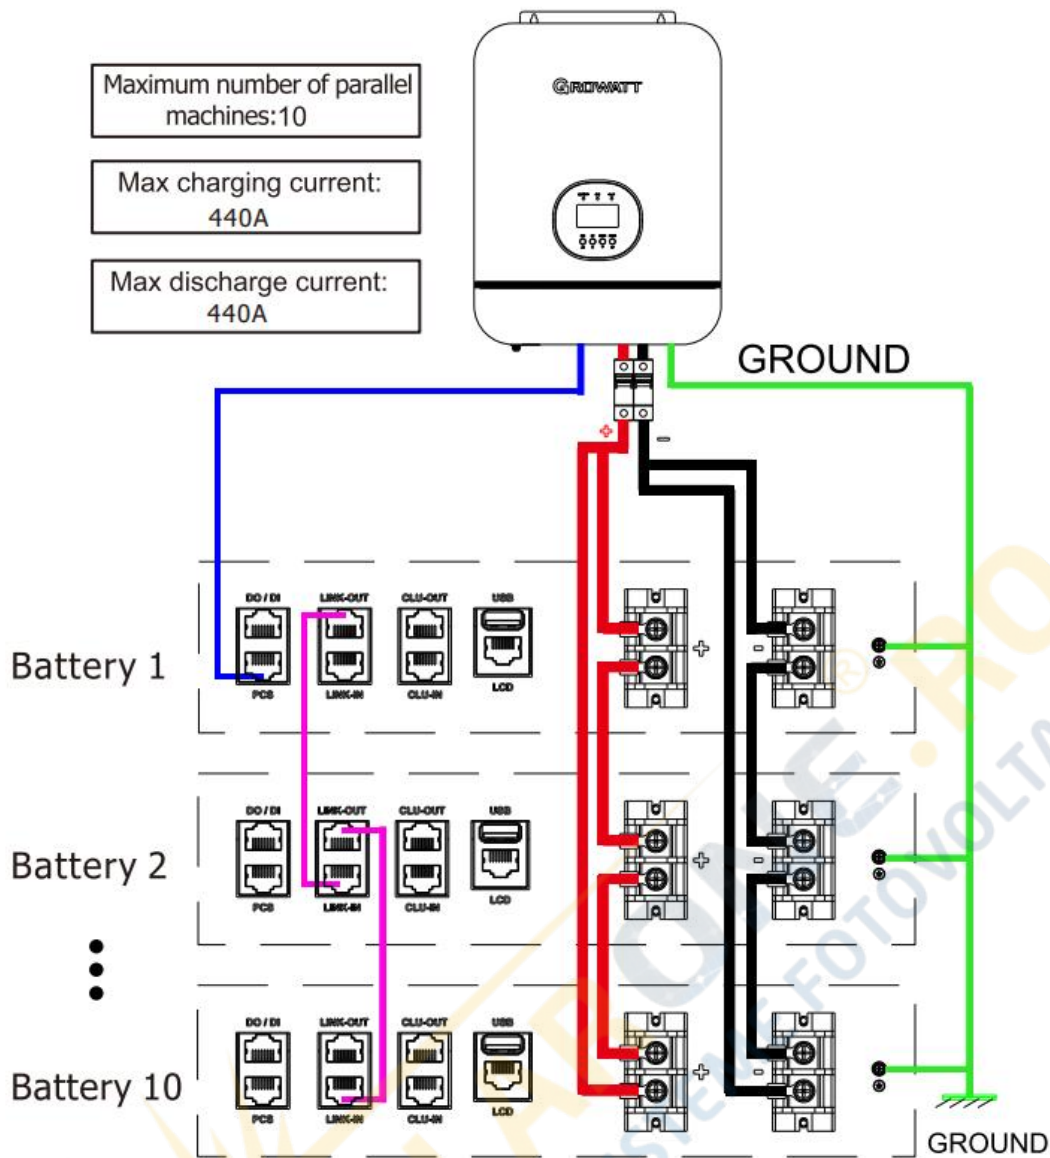 Maximum number of parallel
machines:10
Max charging current:
440A
Max discharge current:
440A
GROWATT
GROUND
+
-
Battery 1
DO / DI
LINK-OUT
CLU-OUT
USB
PCS
LINK-IN
CLU-IN
LCD
+
-
Battery 2
DO / DI
LINK-OUT
CLU-OUT
USB
PCS
LINK-IN
CLU-IN
LCD
+
-
Battery 10
DO / DI
LINK-OUT
CLU-OUT
USB
PCS
LINK-IN
CLU-IN
LCD
+
-
GROUND
ONE.RO
®